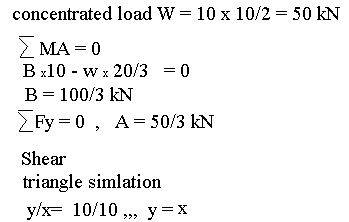 concentrated load W = 10 x 10/2 = 50 kN
∑ MA = 0
B x10 - w x 20/3 = 0
B = 100/3 kN
∑Fy = 0 , A = 50/3 kN
Shear
triangle simlation
y/x= 10/10 ,,, y = x